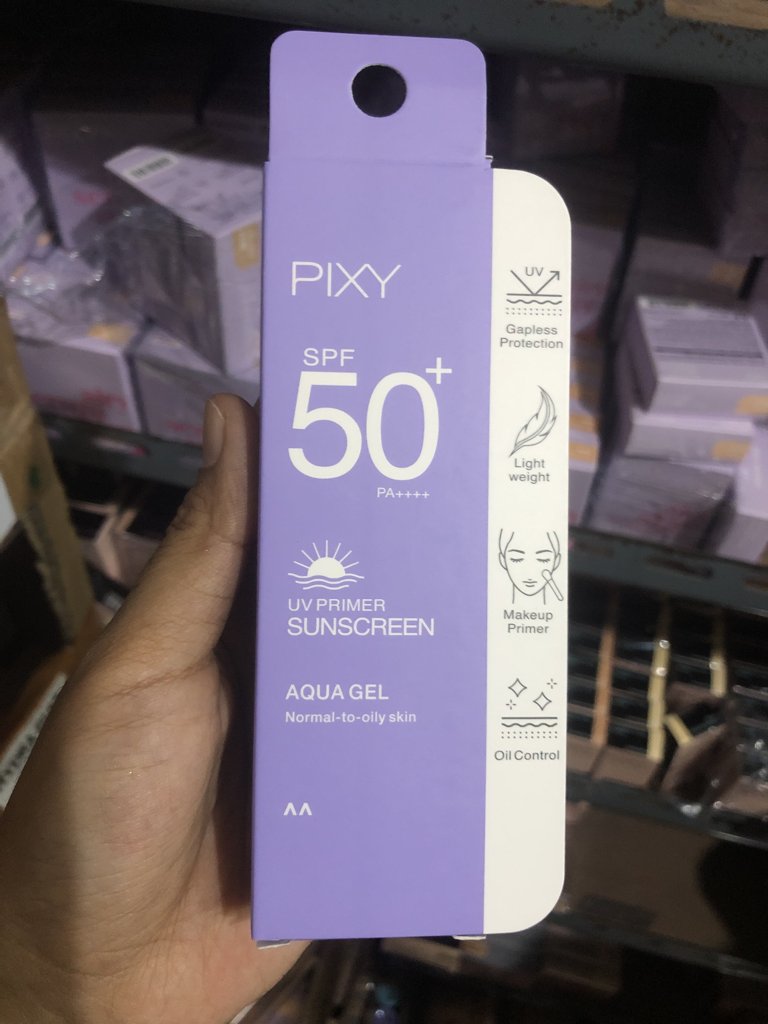 PIXY
SPF
50+
PA++++
UV PRIMER
SUNSCREEN
AQUA GEL
Normal-to-oily skin
UV
Gapless
Protection
Light
weight
Makeup
Primer
Oil Control